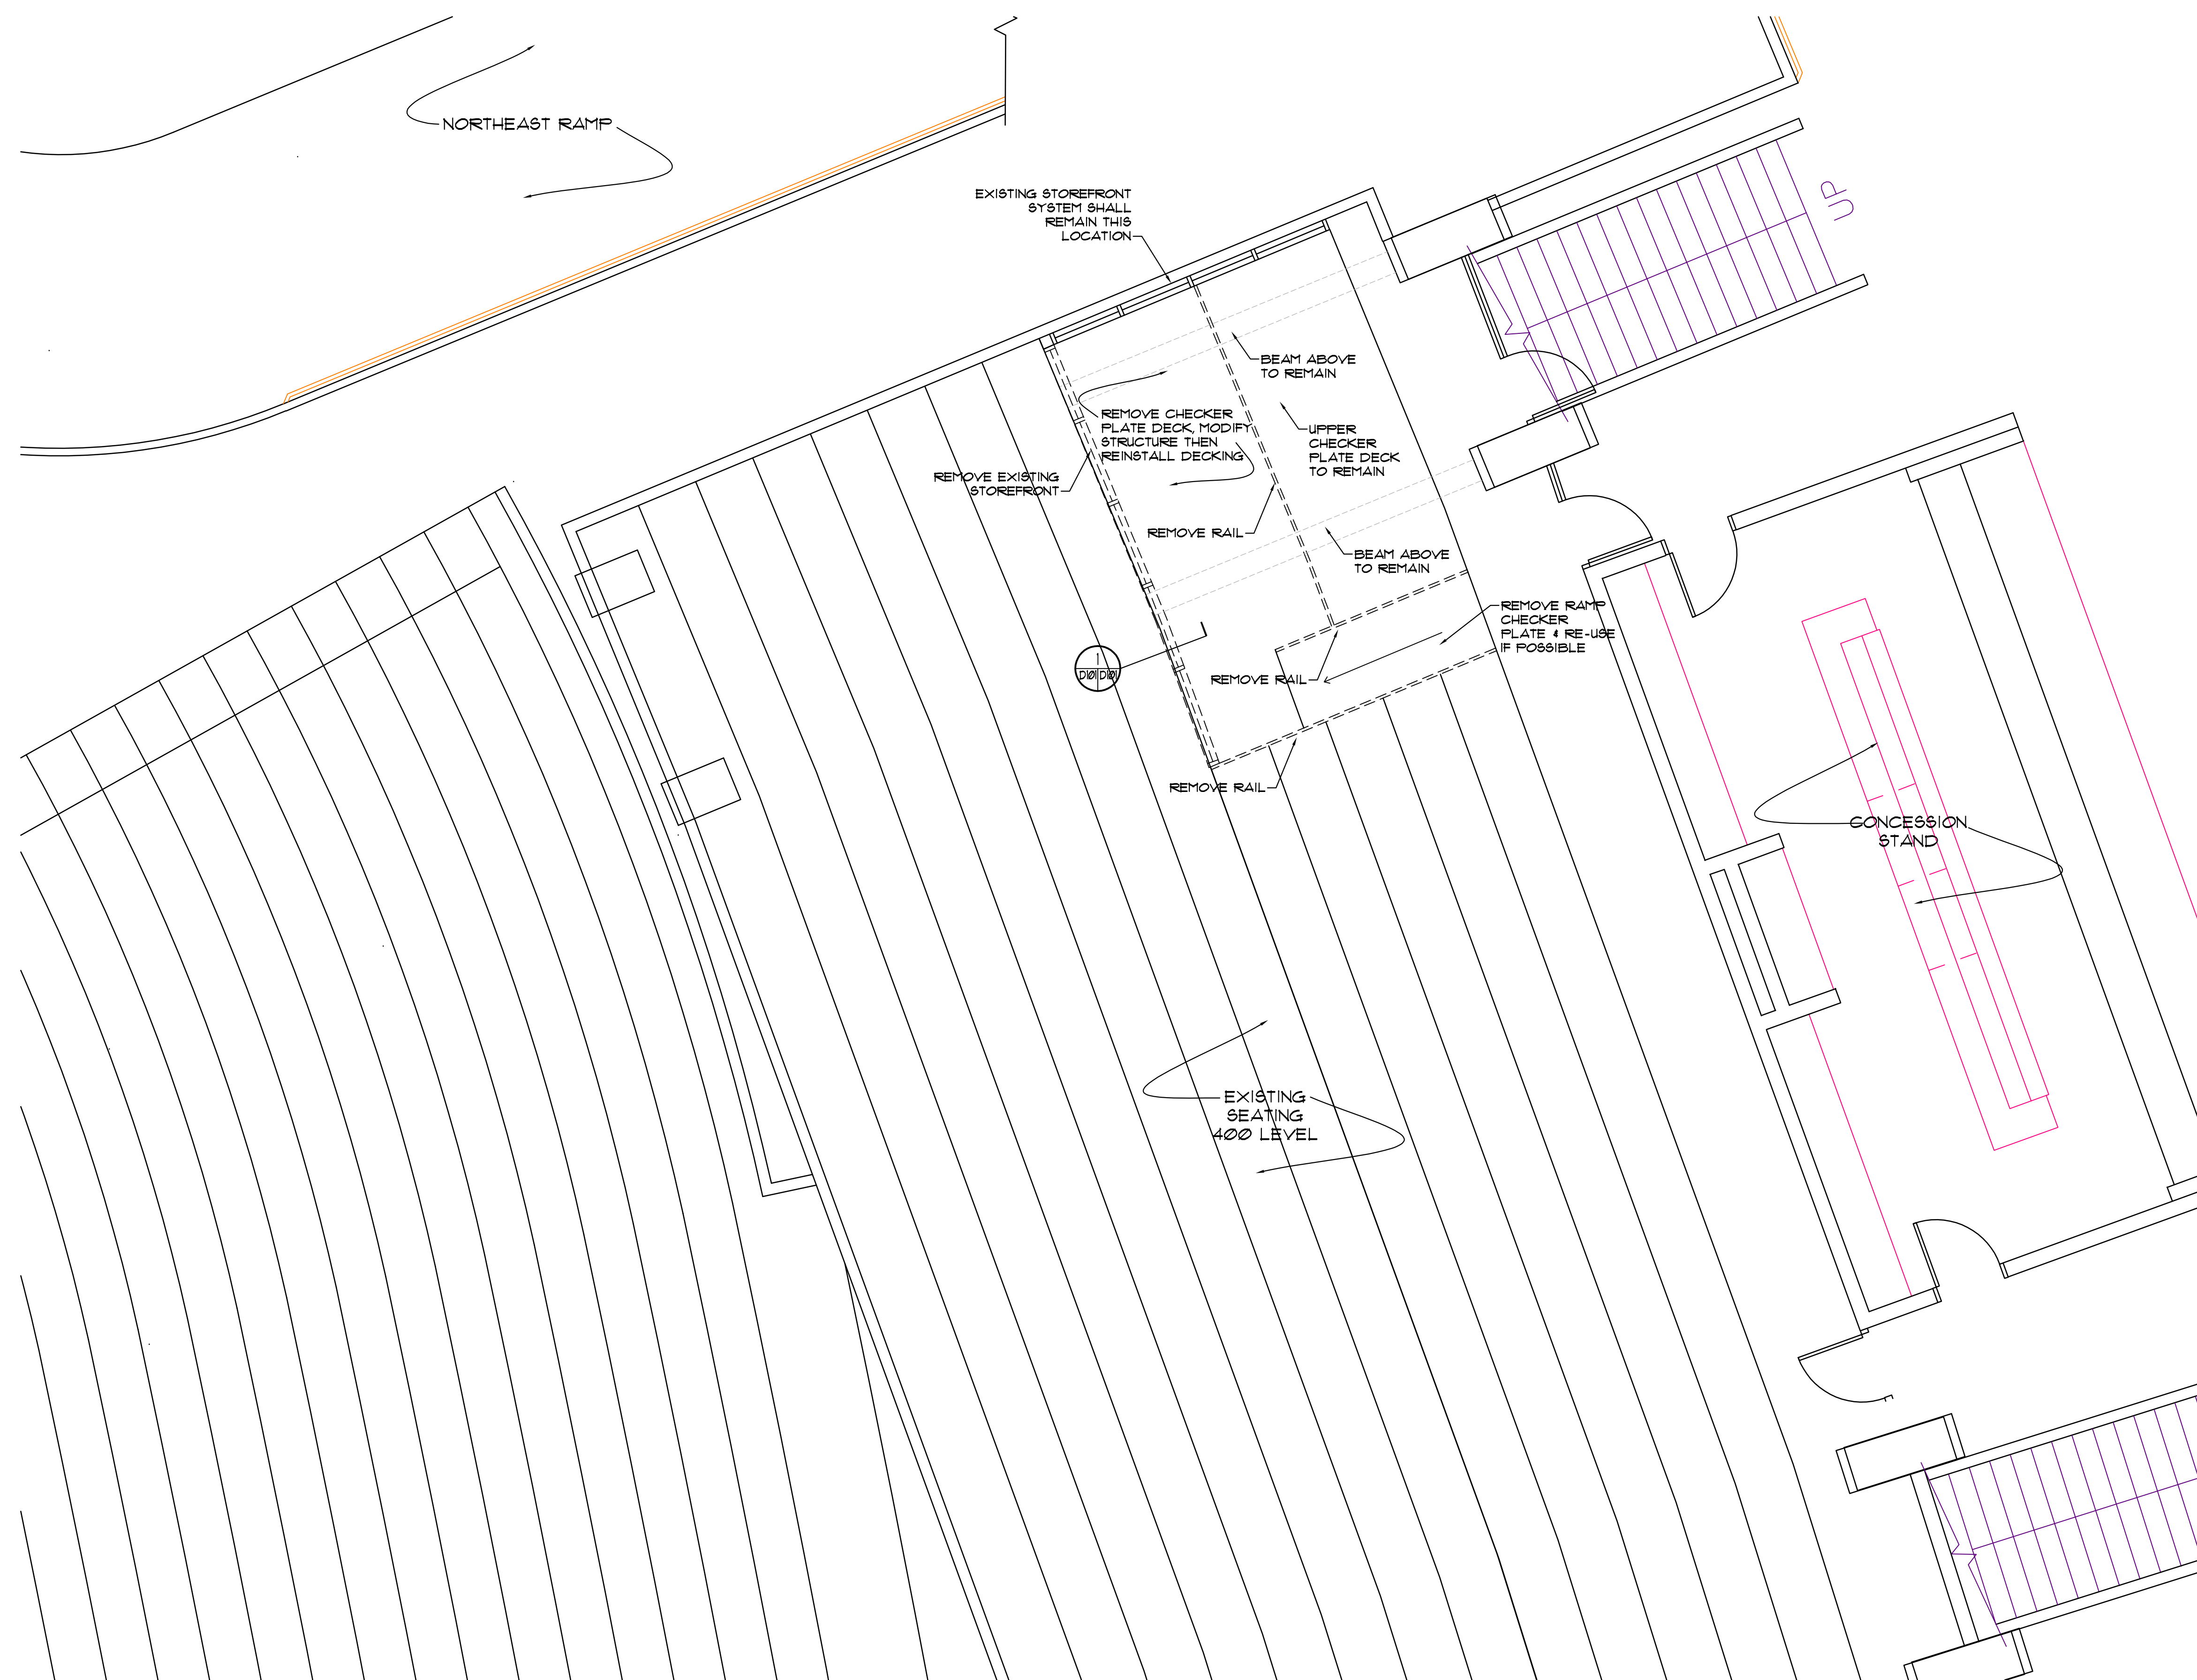 NORTHEAST RAMP
UP
EXISTING STOREFRONT
SYSTEM SHALL
REMAIN THIS
LOCATION
BEAM ABOVE
TO REMAIN
REMOVE CHECKER
PLATE DECK, MODIFY
STRUCTURE THEN
REINSTALL DECKING
UPPER
CHECKER
PLATE DECK
TO REMAIN
REMOVE EXISTING
STOREFRONT
REMOVE RAIL
BEAM ABOVE
TO REMAIN
REMOVE RAMP
CHECKER
PLATE & RE-USE
IF POSSIBLE
1
D101 D101
REMOVE RAIL
REMOVE RAIL
CONCESSION
STAND
EXISTING
SEATING
400 LEVEL